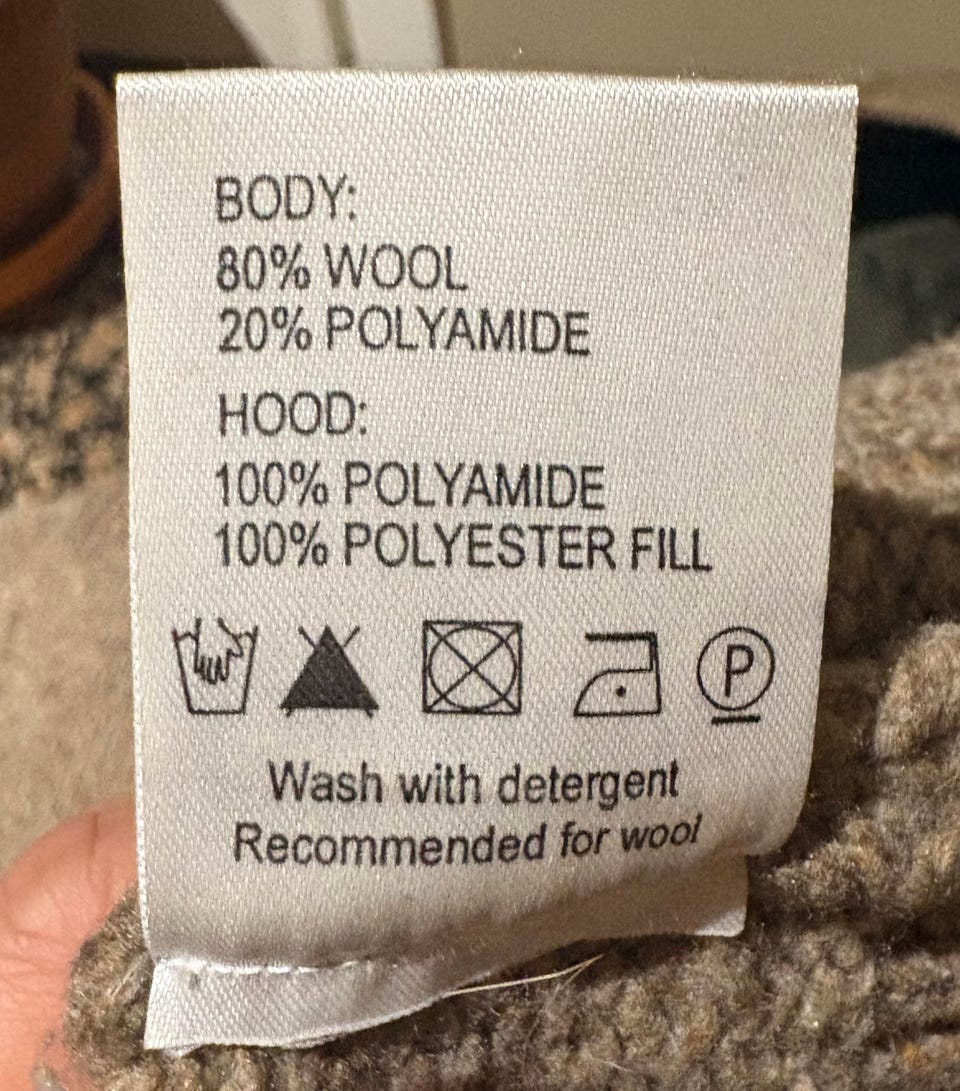 BODY:
80% WOOL
20% POLYAMIDE
HOOD:
100% POLYAMIDE
100% POLYESTER FILL
P
Wash with detergent
Recommended for wool